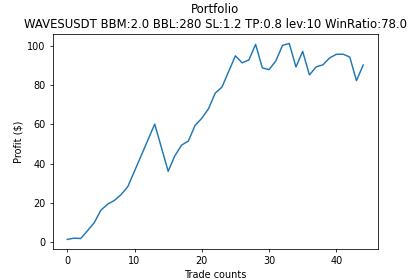 Portfolio
WAVESUSDT BBM:2.0 BBL:280 SL:1.2 TP:0.8 lev:10 WinRatio:78.0
100
80
60
40
20
0
Profit ($)
0 10 20 30 40
Trade counts